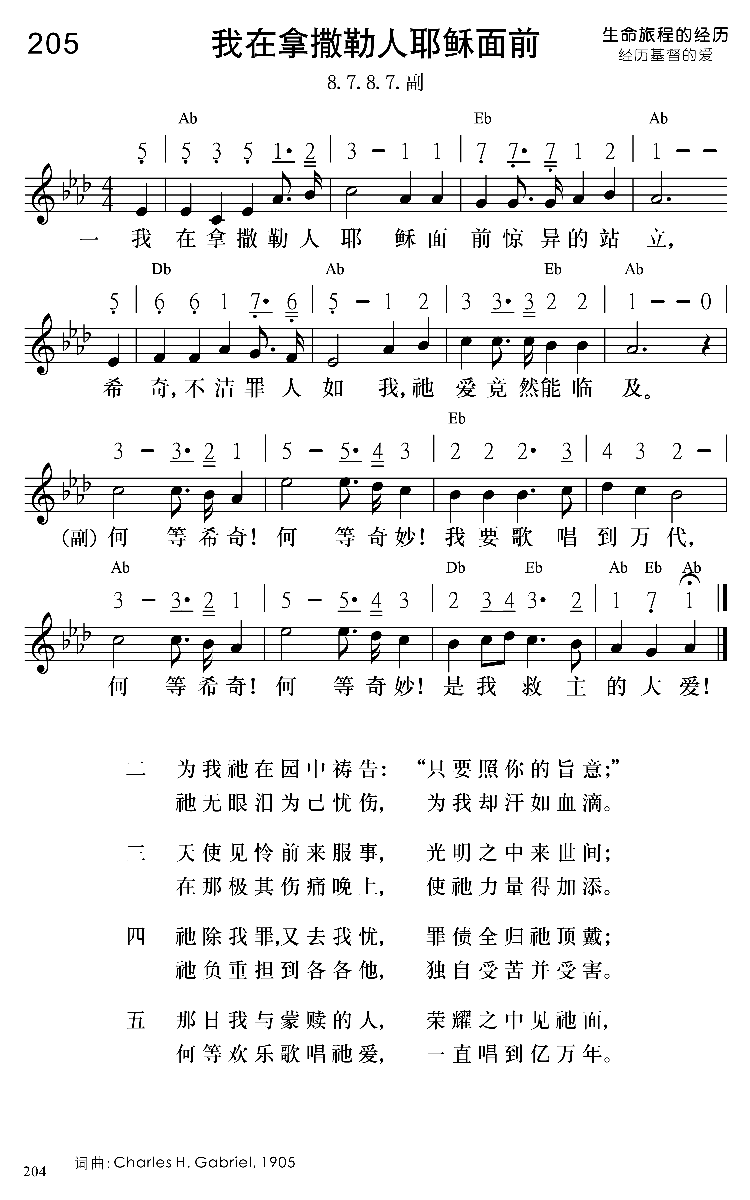 205 我在拿撒勒人耶稣面前 生命旅程的经历
经历基督的爱
8.7.8.7.副
Ab Eb Ab
5 | 5 3 5 1• 2 | 3 – 1 1 | 7 7• 7 1 2 | 1 – –
4
4
一 我 在 拿 撒 勒 人 耶 稣 面 前 惊 异 的 站 立，
Db Ab Eb Ab
5 | 6 6 1 7• 6 | 5 – 1 2 | 3 3• 3 2 2 | 1 – 0
希 奇，不 洁 罪 人 如 我，祂 爱 竟 然 能 临 及。
Eb
3 – 3• 2 1 | 5 – 5• 4 3 | 2 2 2• 3 | 4 3 2 –
(副) 何 等 希 奇！何 等 奇 妙！我 要 歌 唱 到 万 代，
Ab Db Eb Ab Eb Ab
3 – 3• 2 1 | 5 – 5• 4 3 | 2 3 4 3• 2 | 1 7 1
何 等 希 奇！何 等 奇 妙！是 我 救 主 的 大 爱！
二 为我祂在园中祷告：“只要照你的旨意；”
祂无眼泪为己忧伤， 为我却汗如血滴。
三 天使见怜前来服事， 光明之中来世间；
在那极其伤痛晚上， 使祂力量得加添。
四 祂除我罪，又去我忧， 罪债全归祂顶戴；
祂负重担到各各他， 独自受苦并受害。
五 那日我与蒙赎的人， 荣耀之中见祂面，
何等欢乐歌唱祂爱， 一直唱到亿万年。
204 词曲：Charles H. Gabriel, 1905